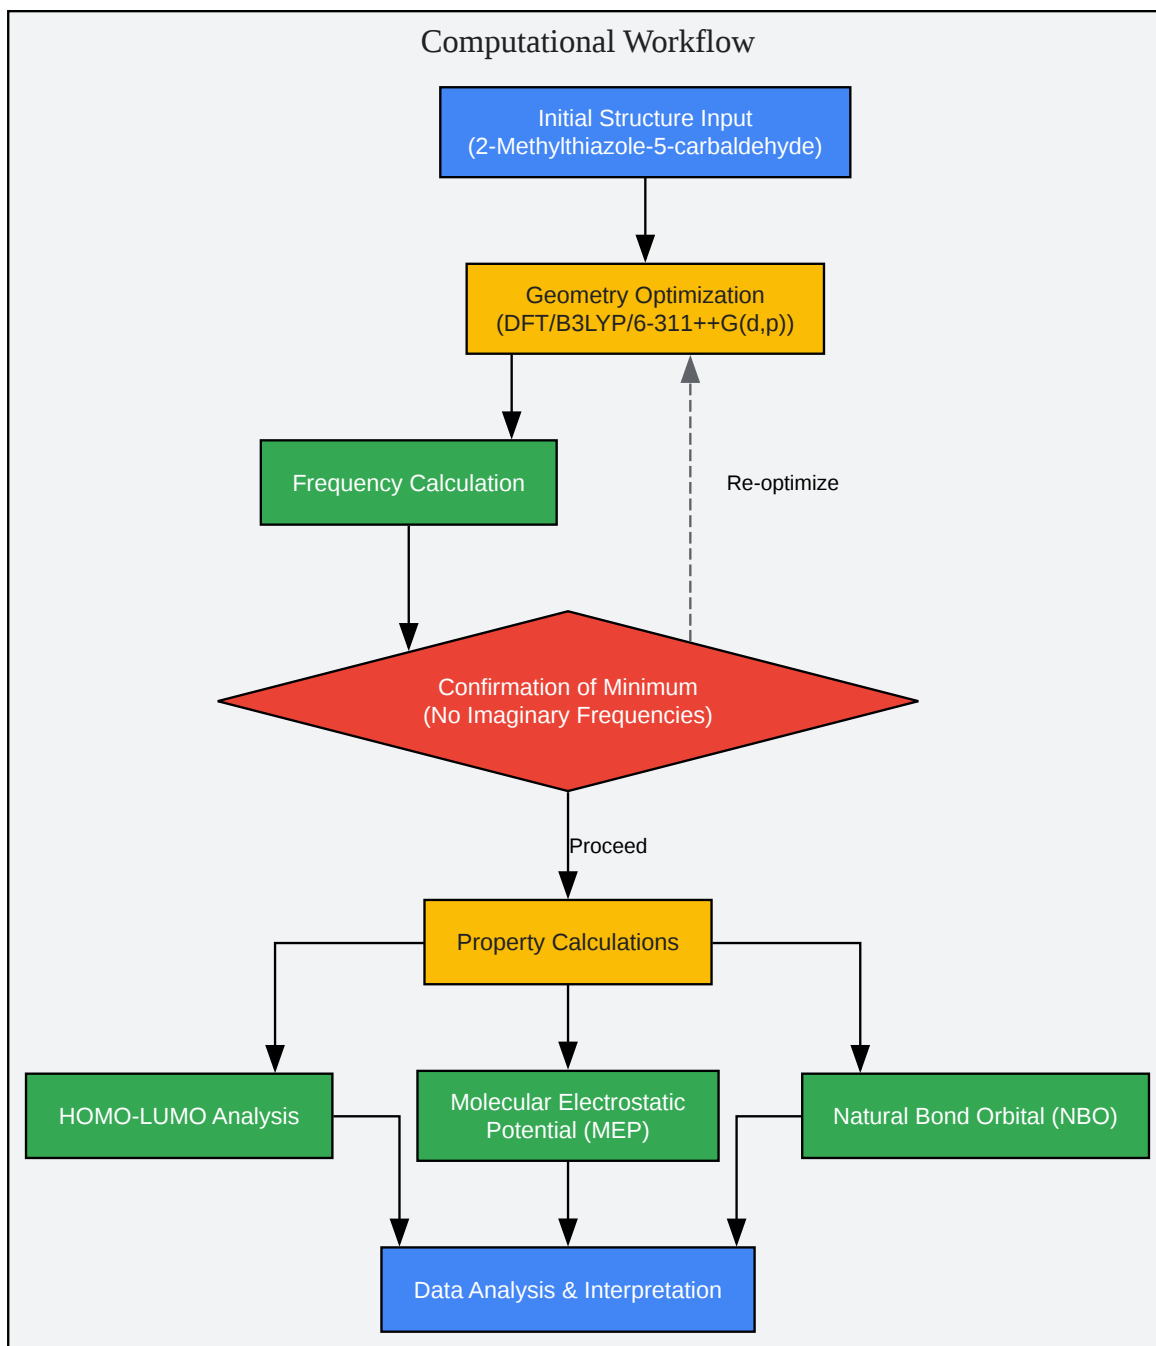 Computational Workflow
Initial Structure Input
(2-Methylthiazole-5-carbaldehyde)
Geometry Optimization
(DFT/B3LYP/6-311++G(d,p))
Frequency Calculation
Re-optimize
Confirmation of Minimum
(No Imaginary Frequencies)
Proceed
Property Calculations
HOMO-LUMO Analysis
Molecular Electrostatic
Potential (MEP)
Natural Bond Orbital (NBO)
Data Analysis & Interpretation